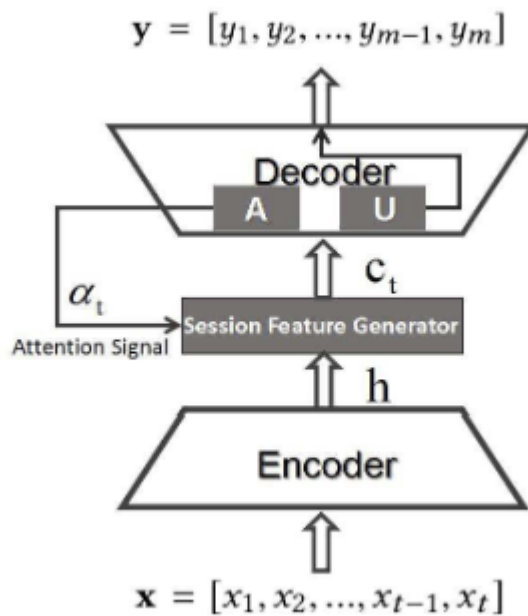 y = [y₁, y₂, ..., yₘ₋₁, yₘ]
Decoder
A U
cₜ
αₜ
Session Feature Generator
Attention Signal
h
Encoder
x = [x₁, x₂, ..., xₜ₋₁, xₜ]